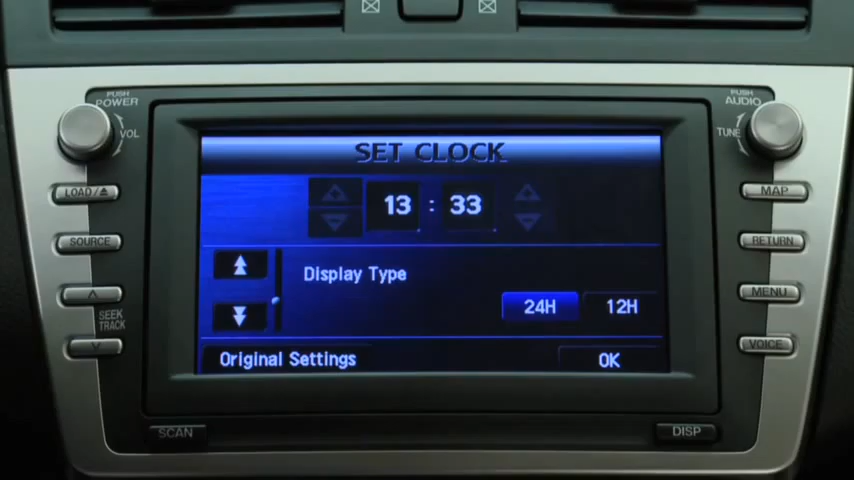 PUSH
POWER
VOL
PUSH
AUDIO
TUNE
SET CLOCK
LOAD/⏏
MAP
13 : 33
SOURCE
RETURN
Display Type
MENU
24H 12H
SEEK
TRACK
VOICE
Original Settings OK
SCAN
DISP